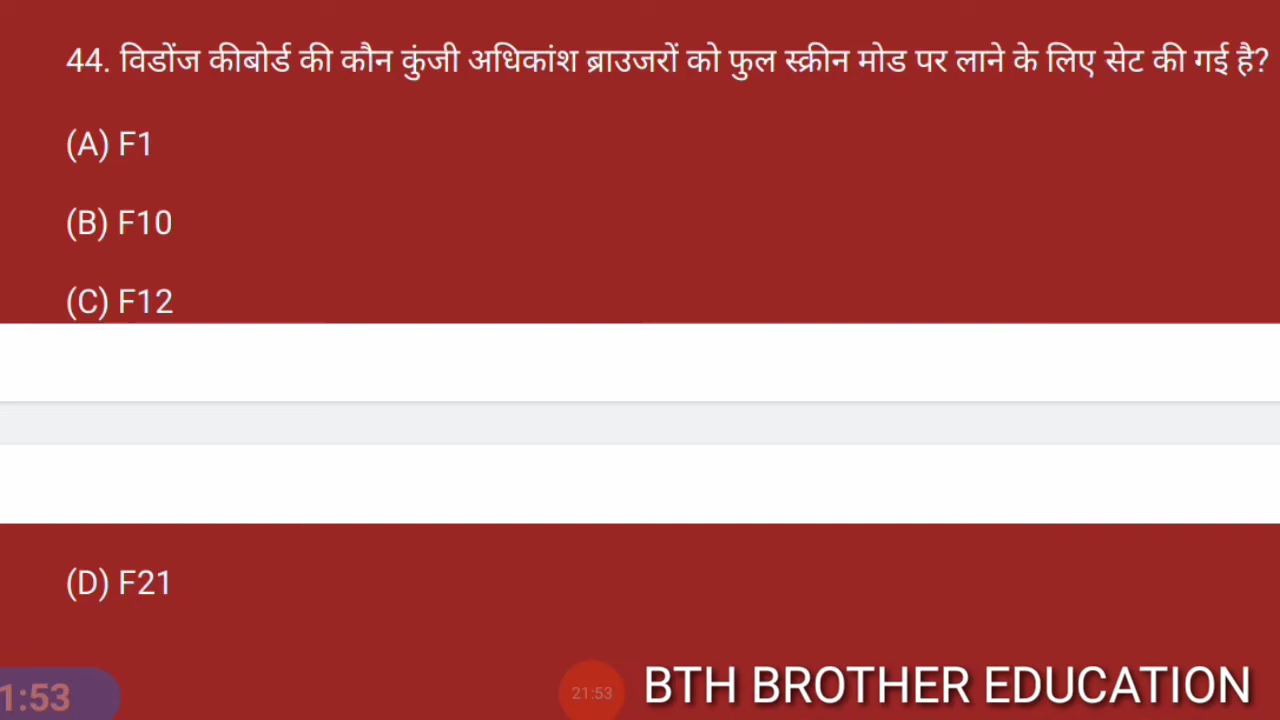 44. विडोंज कीबोर्ड की कौन कुंजी अधिकांश ब्राउजरों को फुल स्क्रीन मोड पर लाने के लिए सेट की गई है?
(A) F1
(B) F10
(C) F12
(D) F21
1:53
21:53
BTH BROTHER EDUCATION